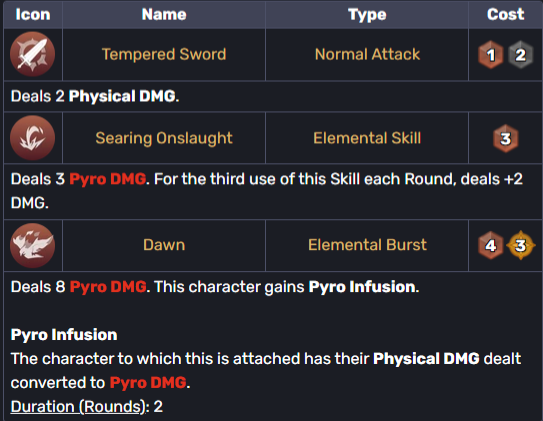 Icon Name Type Cost
Tempered Sword Normal Attack 1 2
Deals 2 Physical DMG.
Searing Onslaught Elemental Skill 3
Deals 3 Pyro DMG. For the third use of this Skill each Round, deals +2
DMG.
Dawn Elemental Burst 4 3
Deals 8 Pyro DMG. This character gains Pyro Infusion.
Pyro Infusion
The character to which this is attached has their Physical DMG dealt
converted to Pyro DMG.
Duration (Rounds): 2